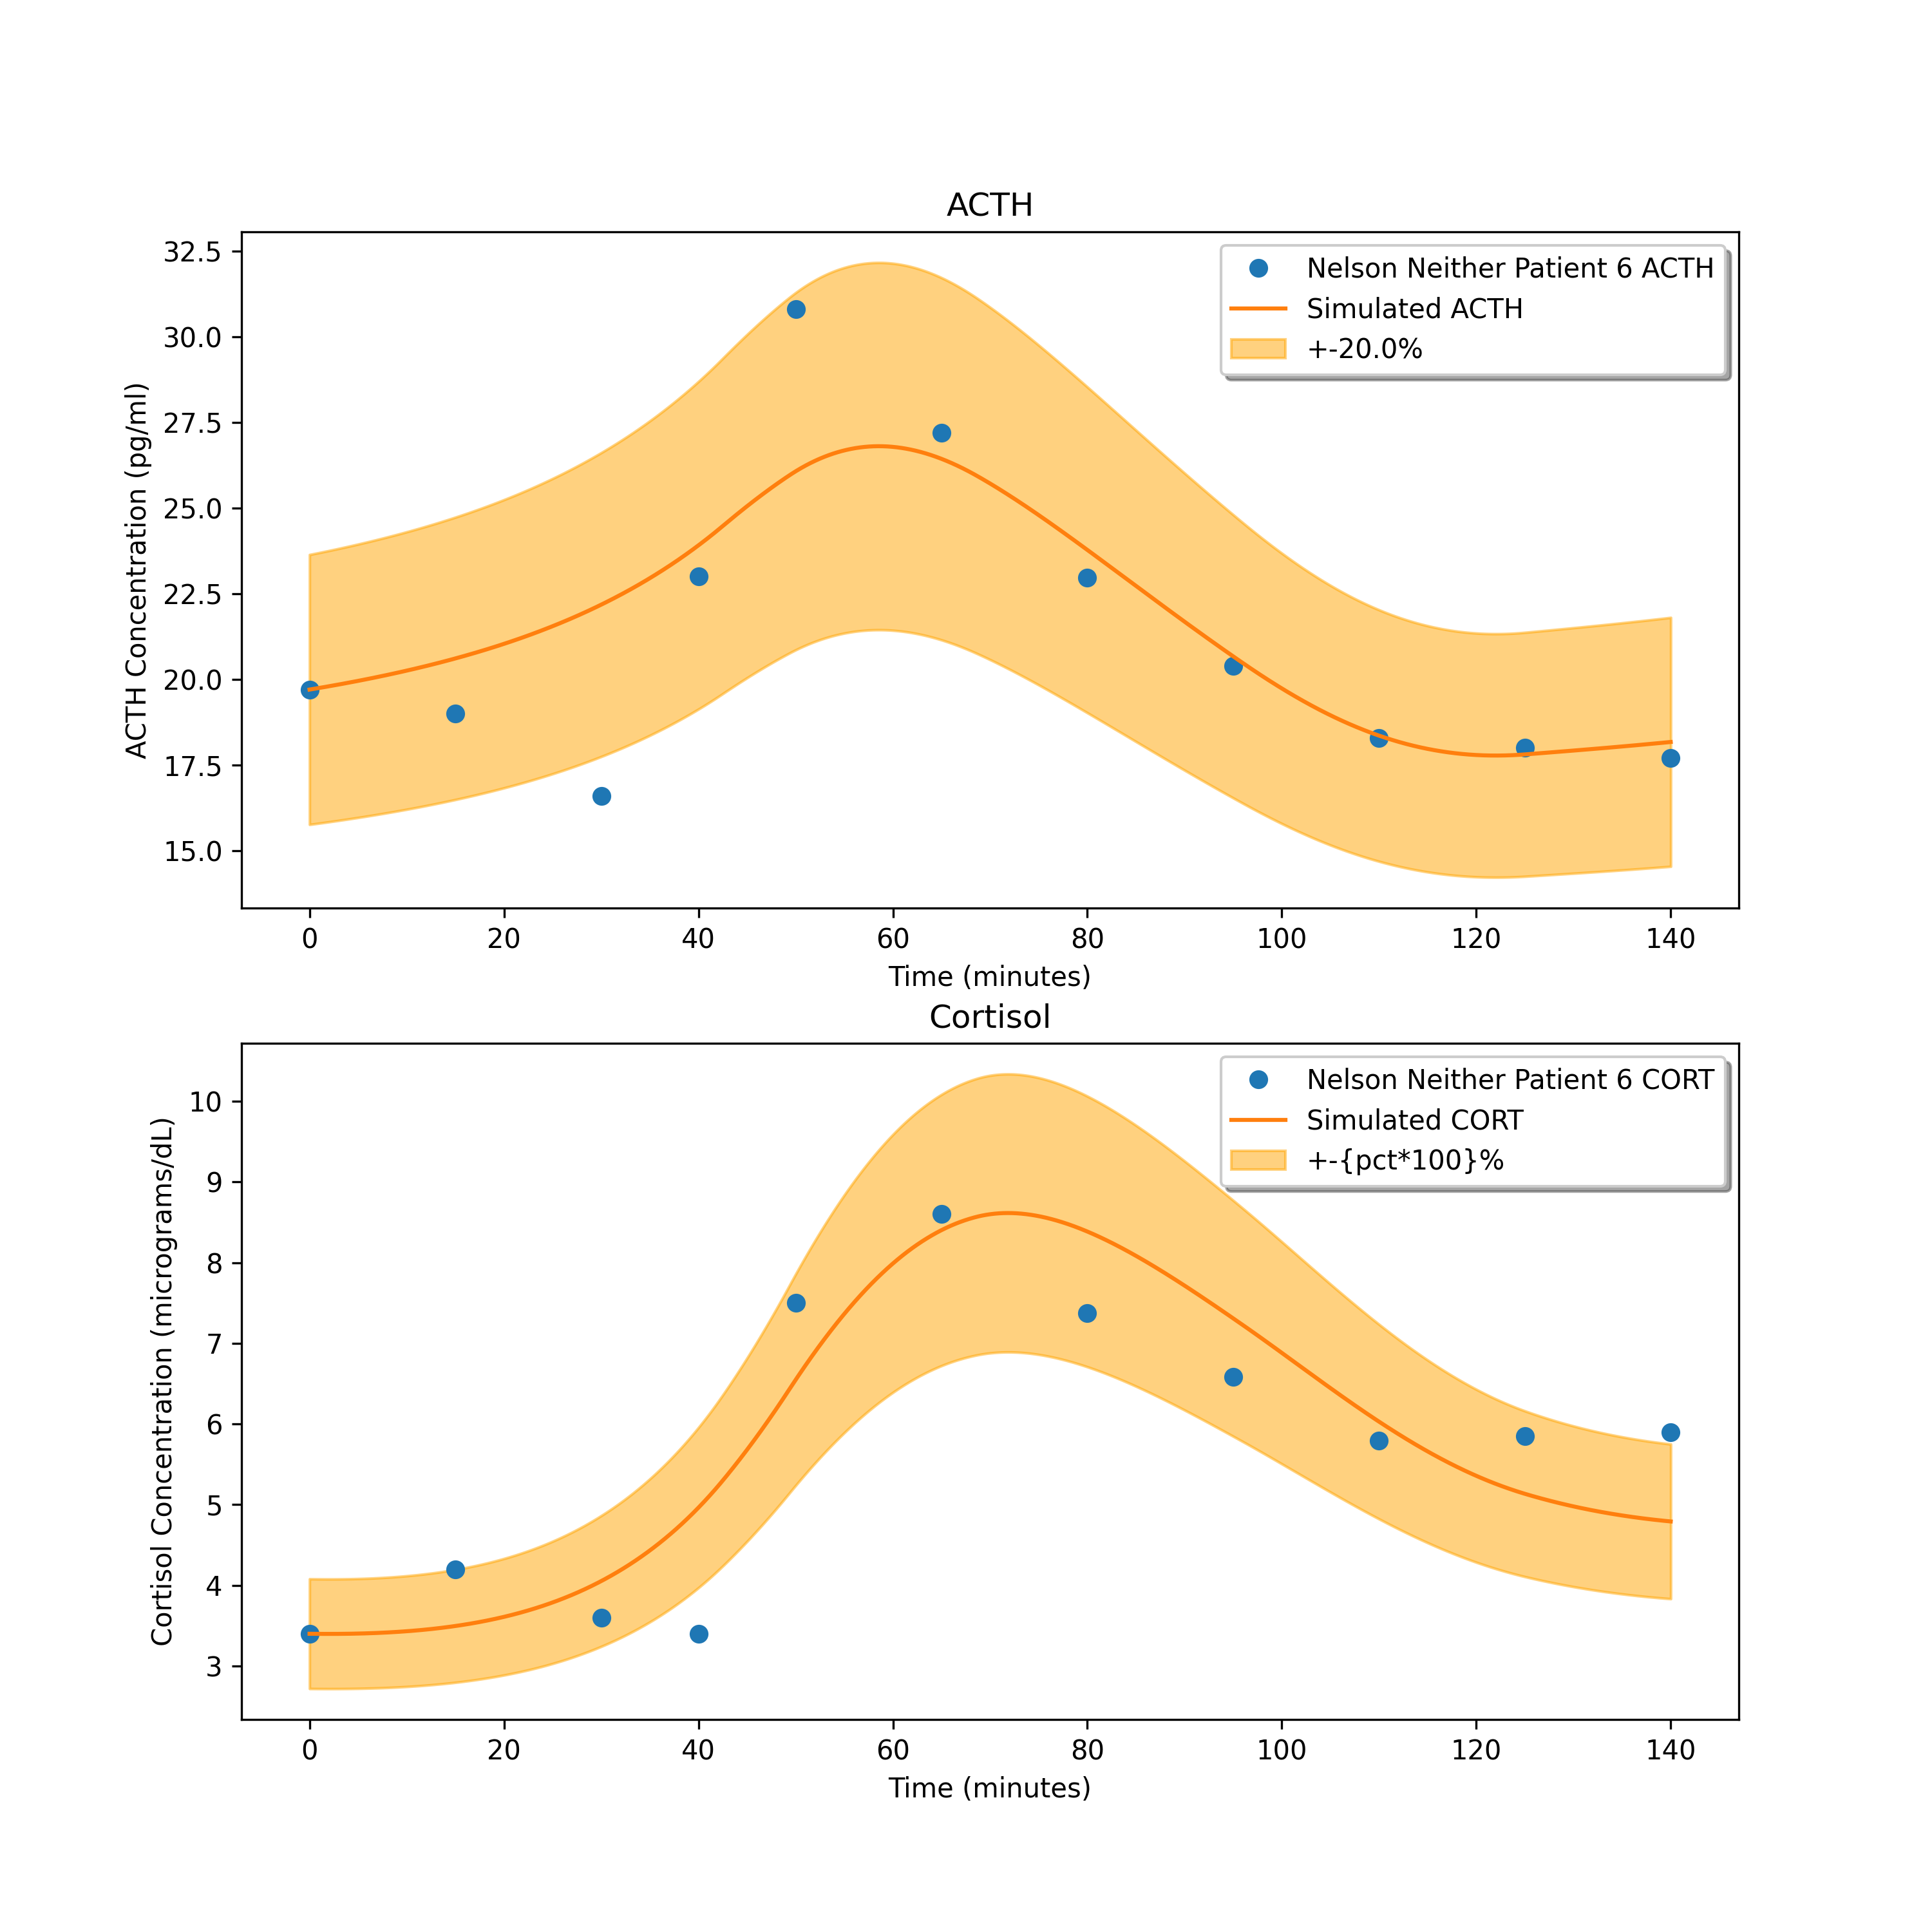 ACTH
32.5
30.0
27.5
25.0
22.5
20.0
17.5
15.0
ACTH Concentration (pg/ml)
Nelson Neither Patient 6 ACTH
Simulated ACTH
+-20.0%
0 20 40 60 80 100 120 140
Time (minutes)
Cortisol
10
9
8
7
6
5
4
3
Cortisol Concentration (micrograms/dL)
Nelson Neither Patient 6 CORT
Simulated CORT
+-{pct*100}%
0 20 40 60 80 100 120 140
Time (minutes)